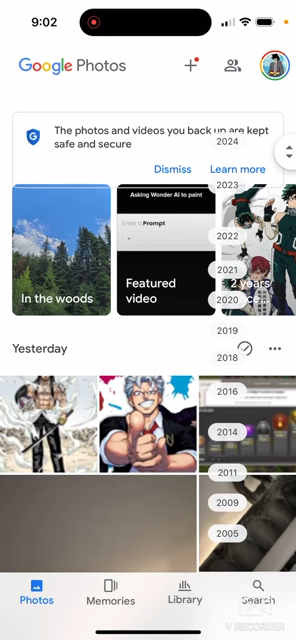 9:02
Google Photos
The photos and videos you back up are kept
safe and secure
Dismiss
Learn more
2024
2023
Asking Wonder AI to paint
Prompt
2022
2021
2020
In the woods
Featured
video
2 years
2019
Yesterday
2018
2016
2014
2011
2009
2005
Photos
Memories
Library
Search
V RECORDER